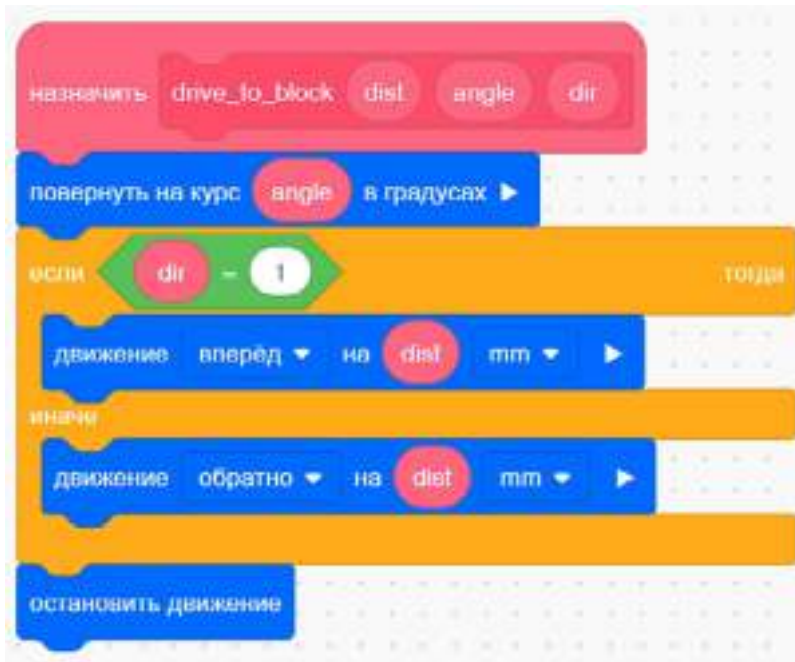 назначить drive_to_block dist angle dir
повернуть на курс angle в градусах
если dir = 1 тогда
движение вперёд на dist mm
иначе
движение обратно на dist mm
остановить движение